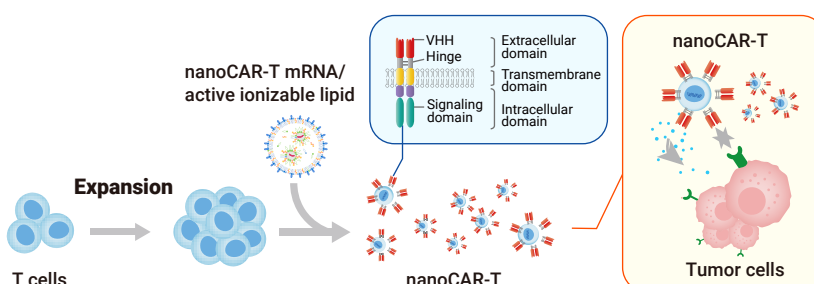 VHH
Hinge
Signaling
domain
Extracellular
domain
Transmembrane
domain
Intracellular
domain
nanoCAR-T mRNA/
active ionizable lipid
Expansion
T cells
nanoCAR-T
nanoCAR-T
Tumor cells